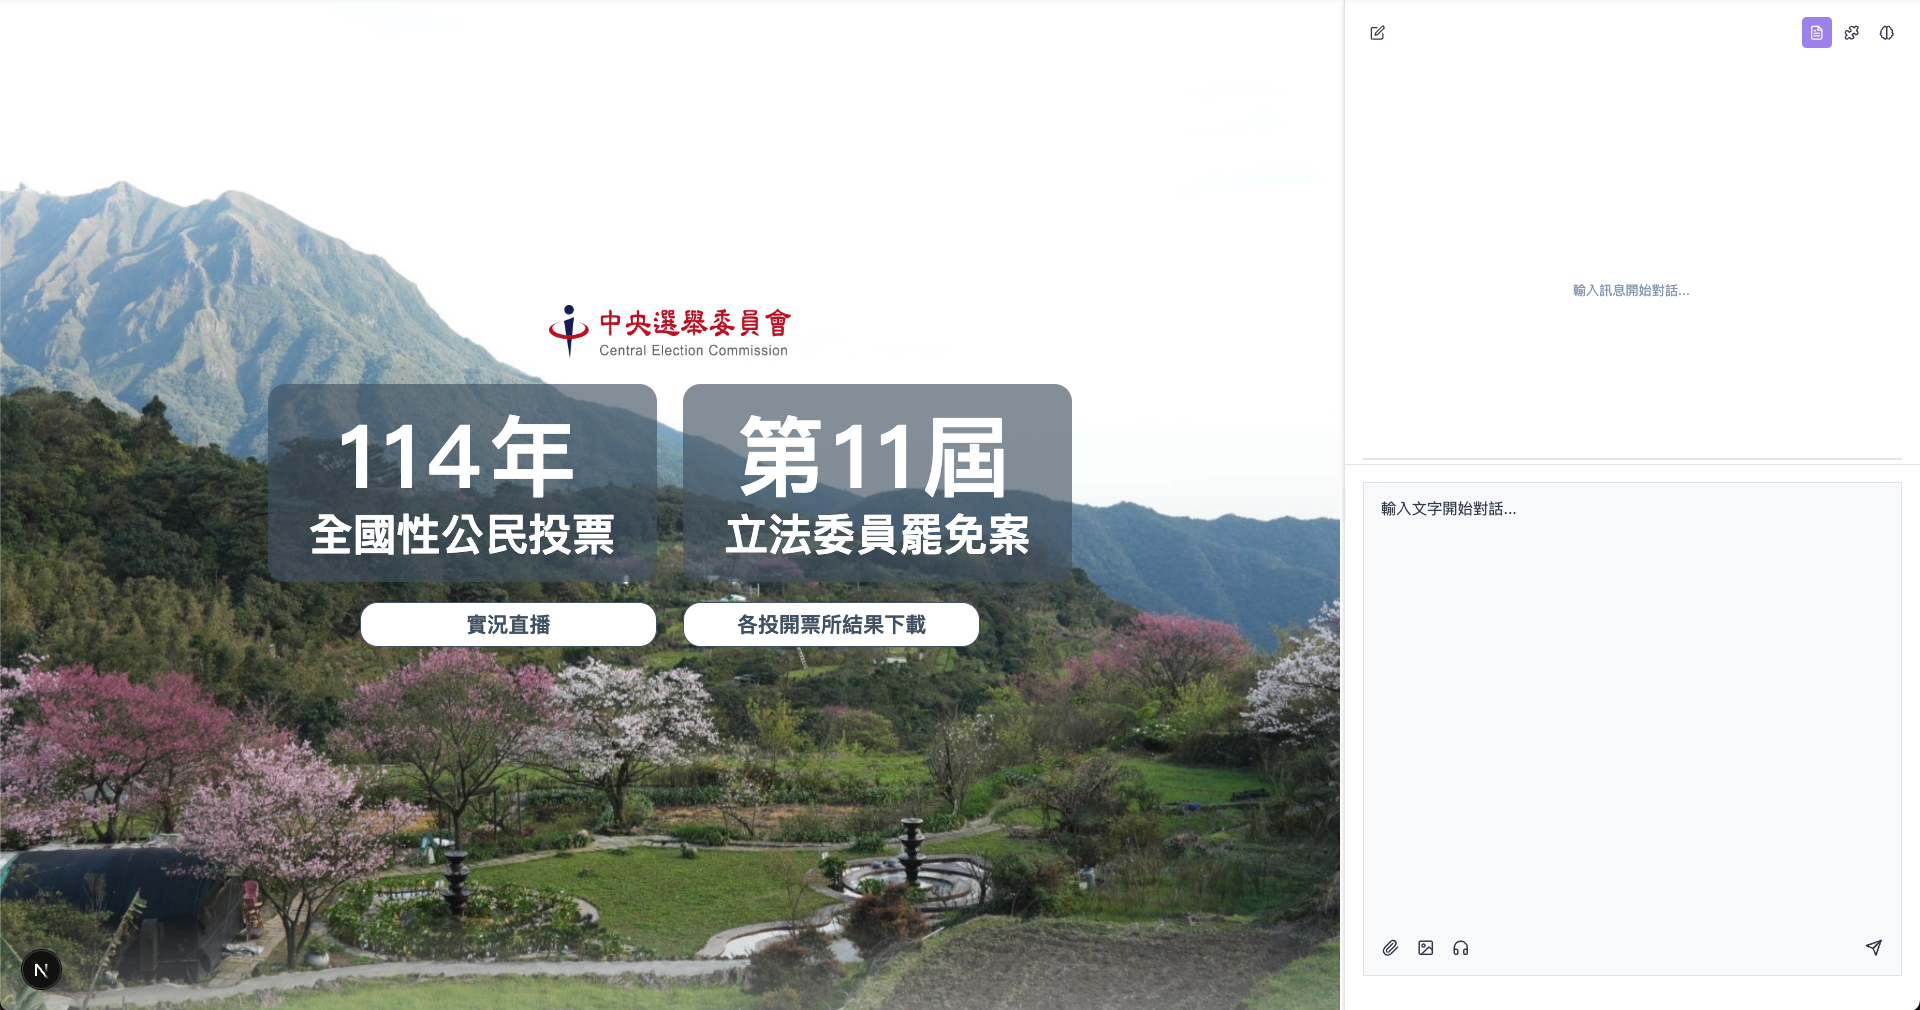 中央選舉委員會
Central Election Commission
114年
全國性公民投票
第11屆
立法委員罷免案
實況直播
各投開票所結果下載
N
輸入訊息開始對話...
輸入文字開始對話...